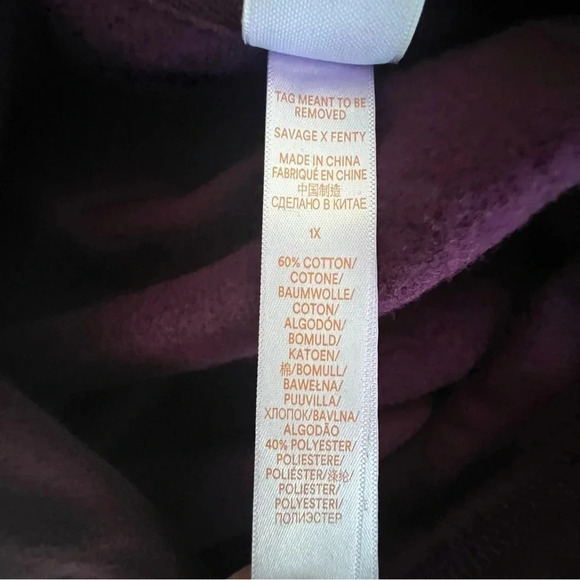 TAG MEANT TO BE
REMOVED
SAVAGE X FENTY
MADE IN CHINA
FABRIQUÉ EN CHINE
中国制造
СДЕЛАНО В КИТАЕ
1X
60% COTTON/
COTONE/
BAUMWOLLE/
COTON/
ALGODÓN/
BOMULD/
KATOEN/
棉/BOMULL/
BAWEŁNA/
PUUVILLA/
ХЛОПОК/BAVLNA/
ALGODÃO
40% POLYESTER/
POLIESTERE/
POLIÉSTER/涤纶/
POLIESTER/
POLYESTERI/
ПОЛИЭСТЕР